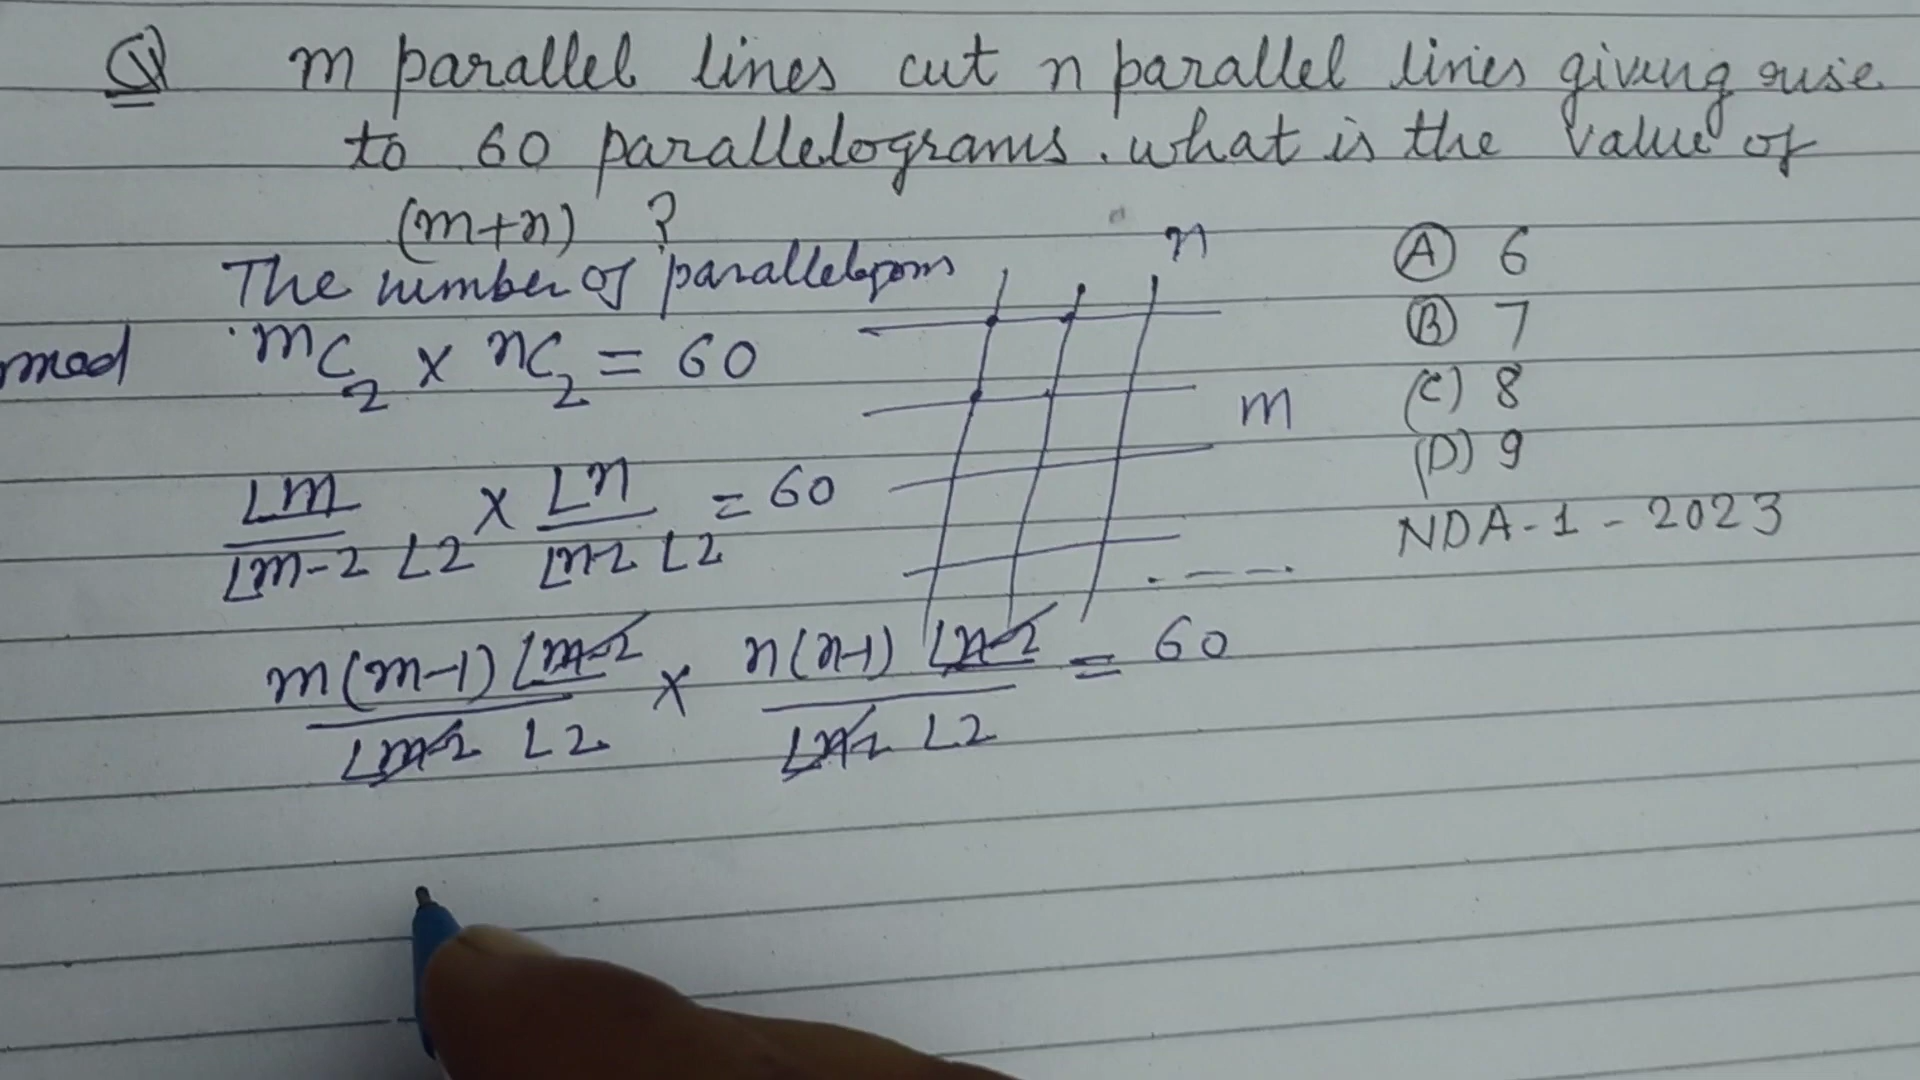 Q m parallel lines cut n parallel lines giving rise
to 60 parallelograms. what is the value of
(m+n) ?
The number of parallelograms
mC2 × nC2 = 60
⌊m / ⌊m-2 ⌊2 × ⌊n / ⌊n-2 ⌊2 = 60
m(m-1) ⌊m-2 / ⌊m-2 ⌊2 × n(n-1) ⌊n-2 / ⌊n-2 ⌊2 = 60
n
m
(A) 6
(B) 7
(C) 8
(D) 9
NDA-1-2023